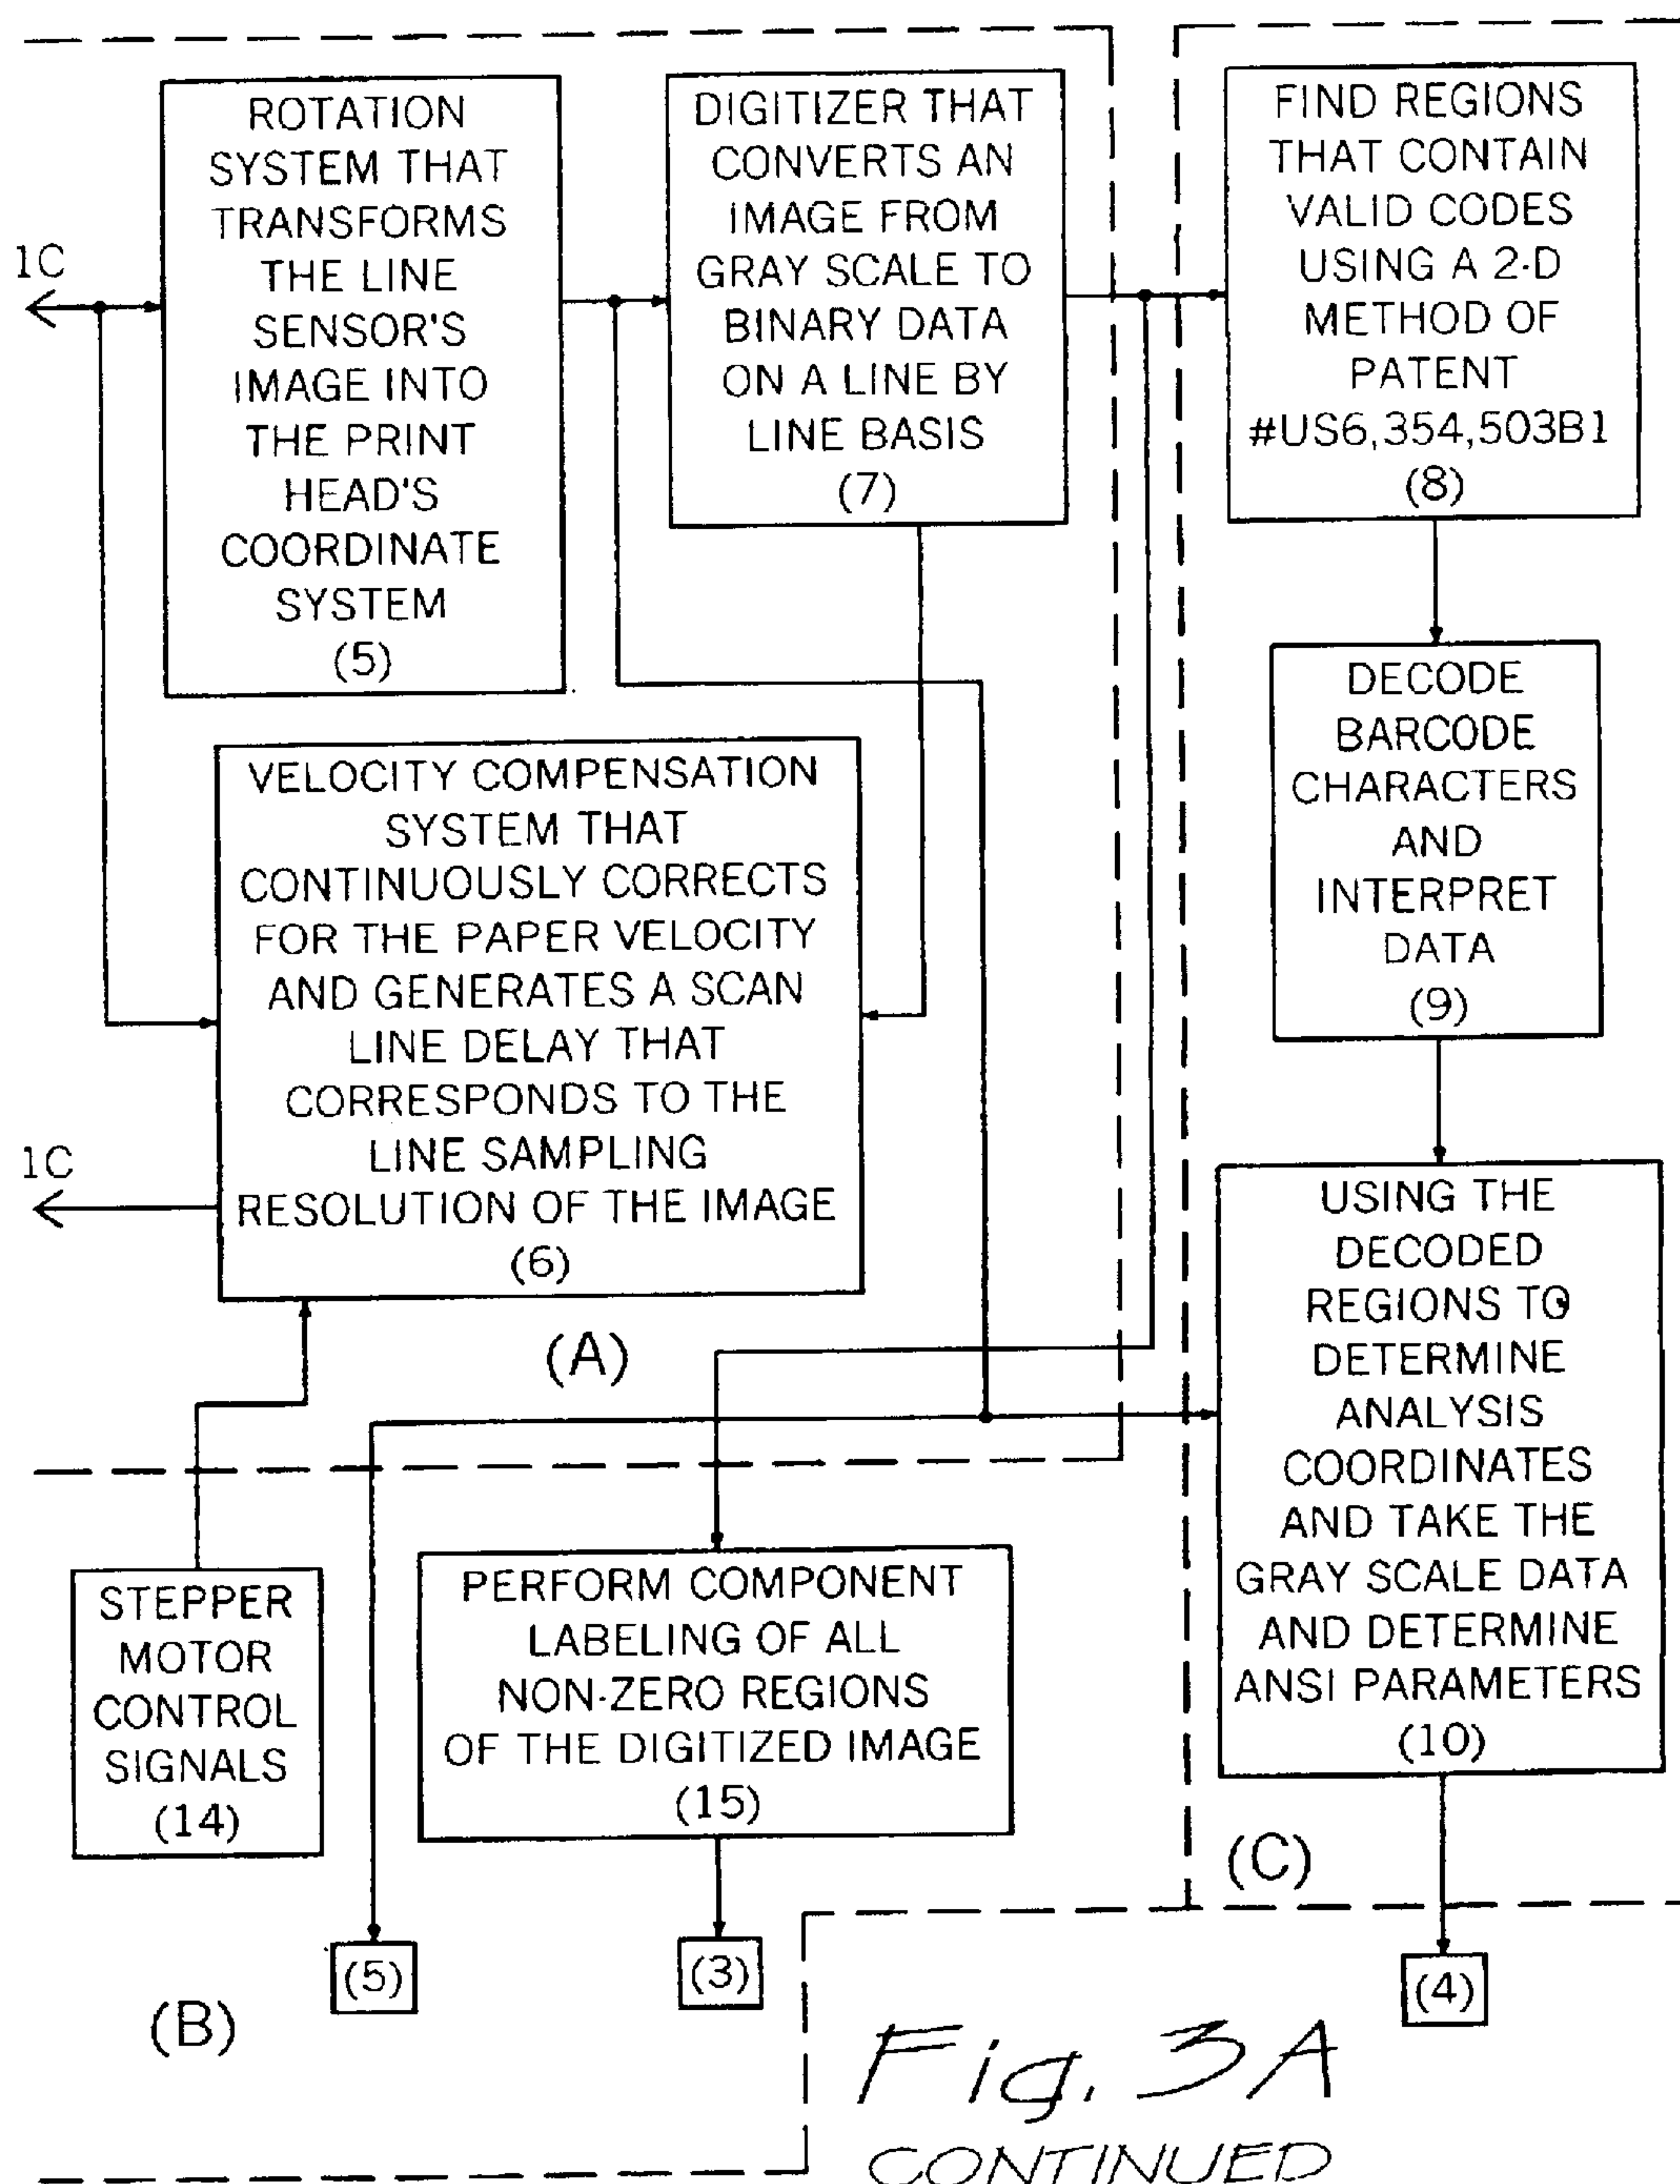 1C
ROTATION
SYSTEM THAT
TRANSFORMS
THE LINE
SENSOR'S
IMAGE INTO
THE PRINT
HEAD'S
COORDINATE
SYSTEM
(5)
DIGITIZER THAT
CONVERTS AN
IMAGE FROM
GRAY SCALE TO
BINARY DATA
ON A LINE BY
LINE BASIS
(7)
FIND REGIONS
THAT CONTAIN
VALID CODES
USING A 2-D
METHOD OF
PATENT
#US6,354,503B1
(8)
VELOCITY COMPENSATION
SYSTEM THAT
CONTINUOUSLY CORRECTS
FOR THE PAPER VELOCITY
AND GENERATES A SCAN
LINE DELAY THAT
CORRESPONDS TO THE
LINE SAMPLING
RESOLUTION OF THE IMAGE
(6)
1C
DECODE
BARCODE
CHARACTERS
AND
INTERPRET
DATA
(9)
USING THE
DECODED
REGIONS TO
DETERMINE
ANALYSIS
COORDINATES
AND TAKE THE
GRAY SCALE DATA
AND DETERMINE
ANSI PARAMETERS
(10)
(A)
STEPPER
MOTOR
CONTROL
SIGNALS
(14)
PERFORM COMPONENT
LABELING OF ALL
NON-ZERO REGIONS
OF THE DIGITIZED IMAGE
(15)
(C)
(5)
(3)
(4)
(B)
Fig. 3A
CONTINUED